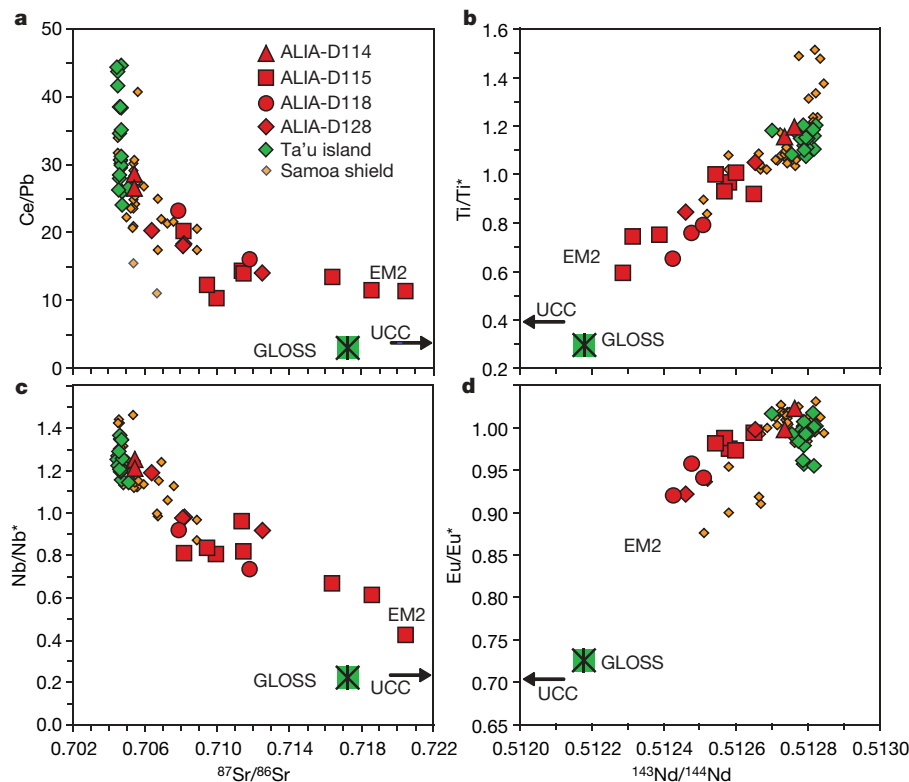 a
50
40
30
20
10
0
Ce/Pb
ALIA-D114
ALIA-D115
ALIA-D118
ALIA-D128
Ta'u island
Samoa shield
EM2
UCC
GLOSS
b
1.6
1.4
1.2
1.0
0.8
0.6
0.4
0.2
Ti/Ti*
EM2
UCC
GLOSS
c
1.4
1.2
1.0
0.8
0.6
0.4
0.2
0.0
Nb/Nb*
EM2
GLOSS
UCC
0.702 0.706 0.710 0.714 0.718 0.722
⁸⁷Sr/⁸⁶Sr
d
1.00
0.95
0.90
0.85
0.80
0.75
0.70
0.65
Eu/Eu*
EM2
GLOSS
UCC
0.5120 0.5122 0.5124 0.5126 0.5128 0.5130
¹⁴³Nd/¹⁴⁴Nd